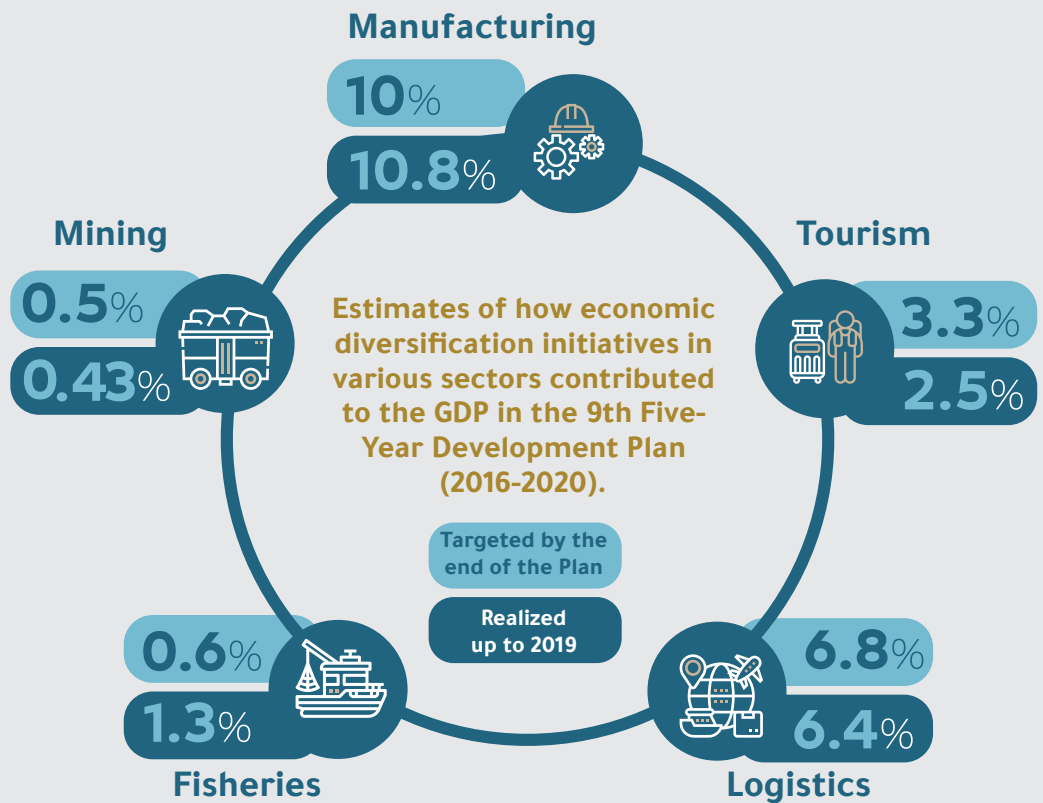 Manufacturing
10%
10.8%
Mining
0.5%
0.43%
Tourism
3.3%
2.5%
Estimates of how economic
diversification initiatives in
various sectors contributed
to the GDP in the 9th Five-
Year Development Plan
(2016-2020).
Targeted by the
end of the Plan
Realized
up to 2019
0.6%
1.3%
Fisheries
6.8%
6.4%
Logistics